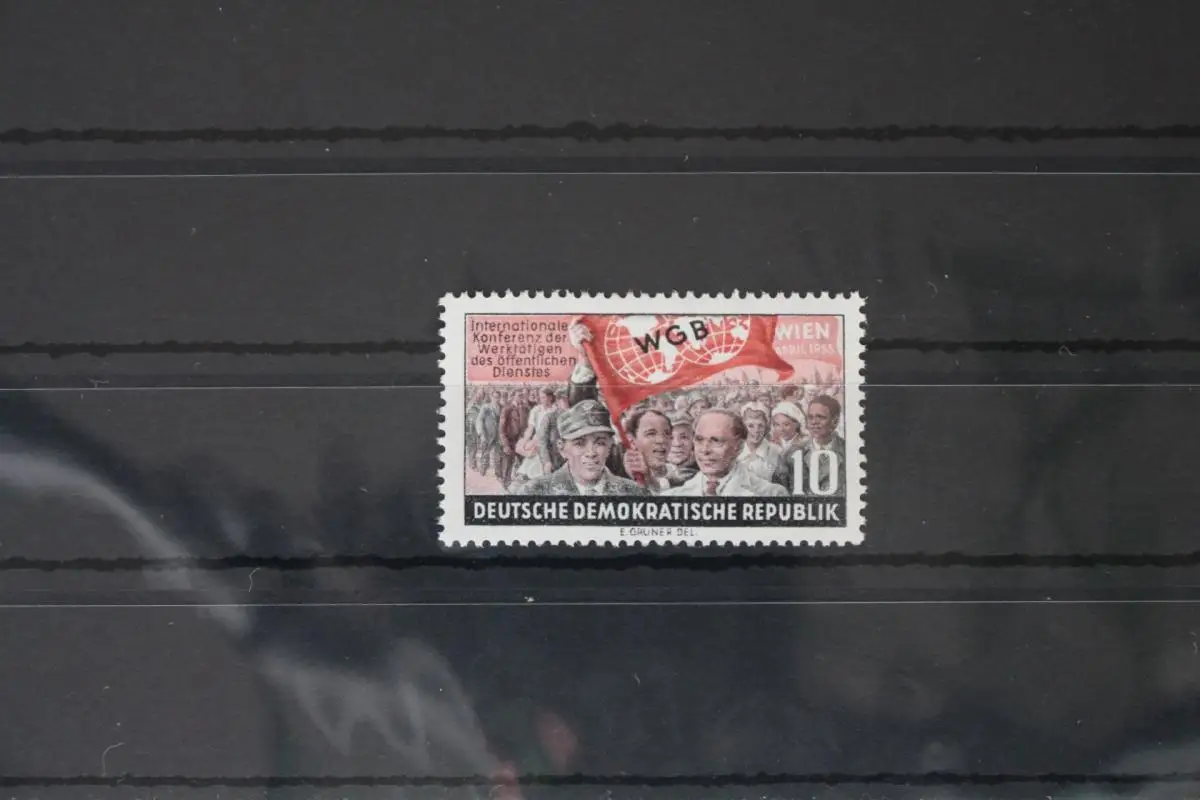 Internationale
Konferenz der
Werktätigen
des öffentlichen
Dienstes
WGB
WIEN
APRIL 1955
10
DEUTSCHE DEMOKRATISCHE REPUBLIK
E. GRUNER DEL.